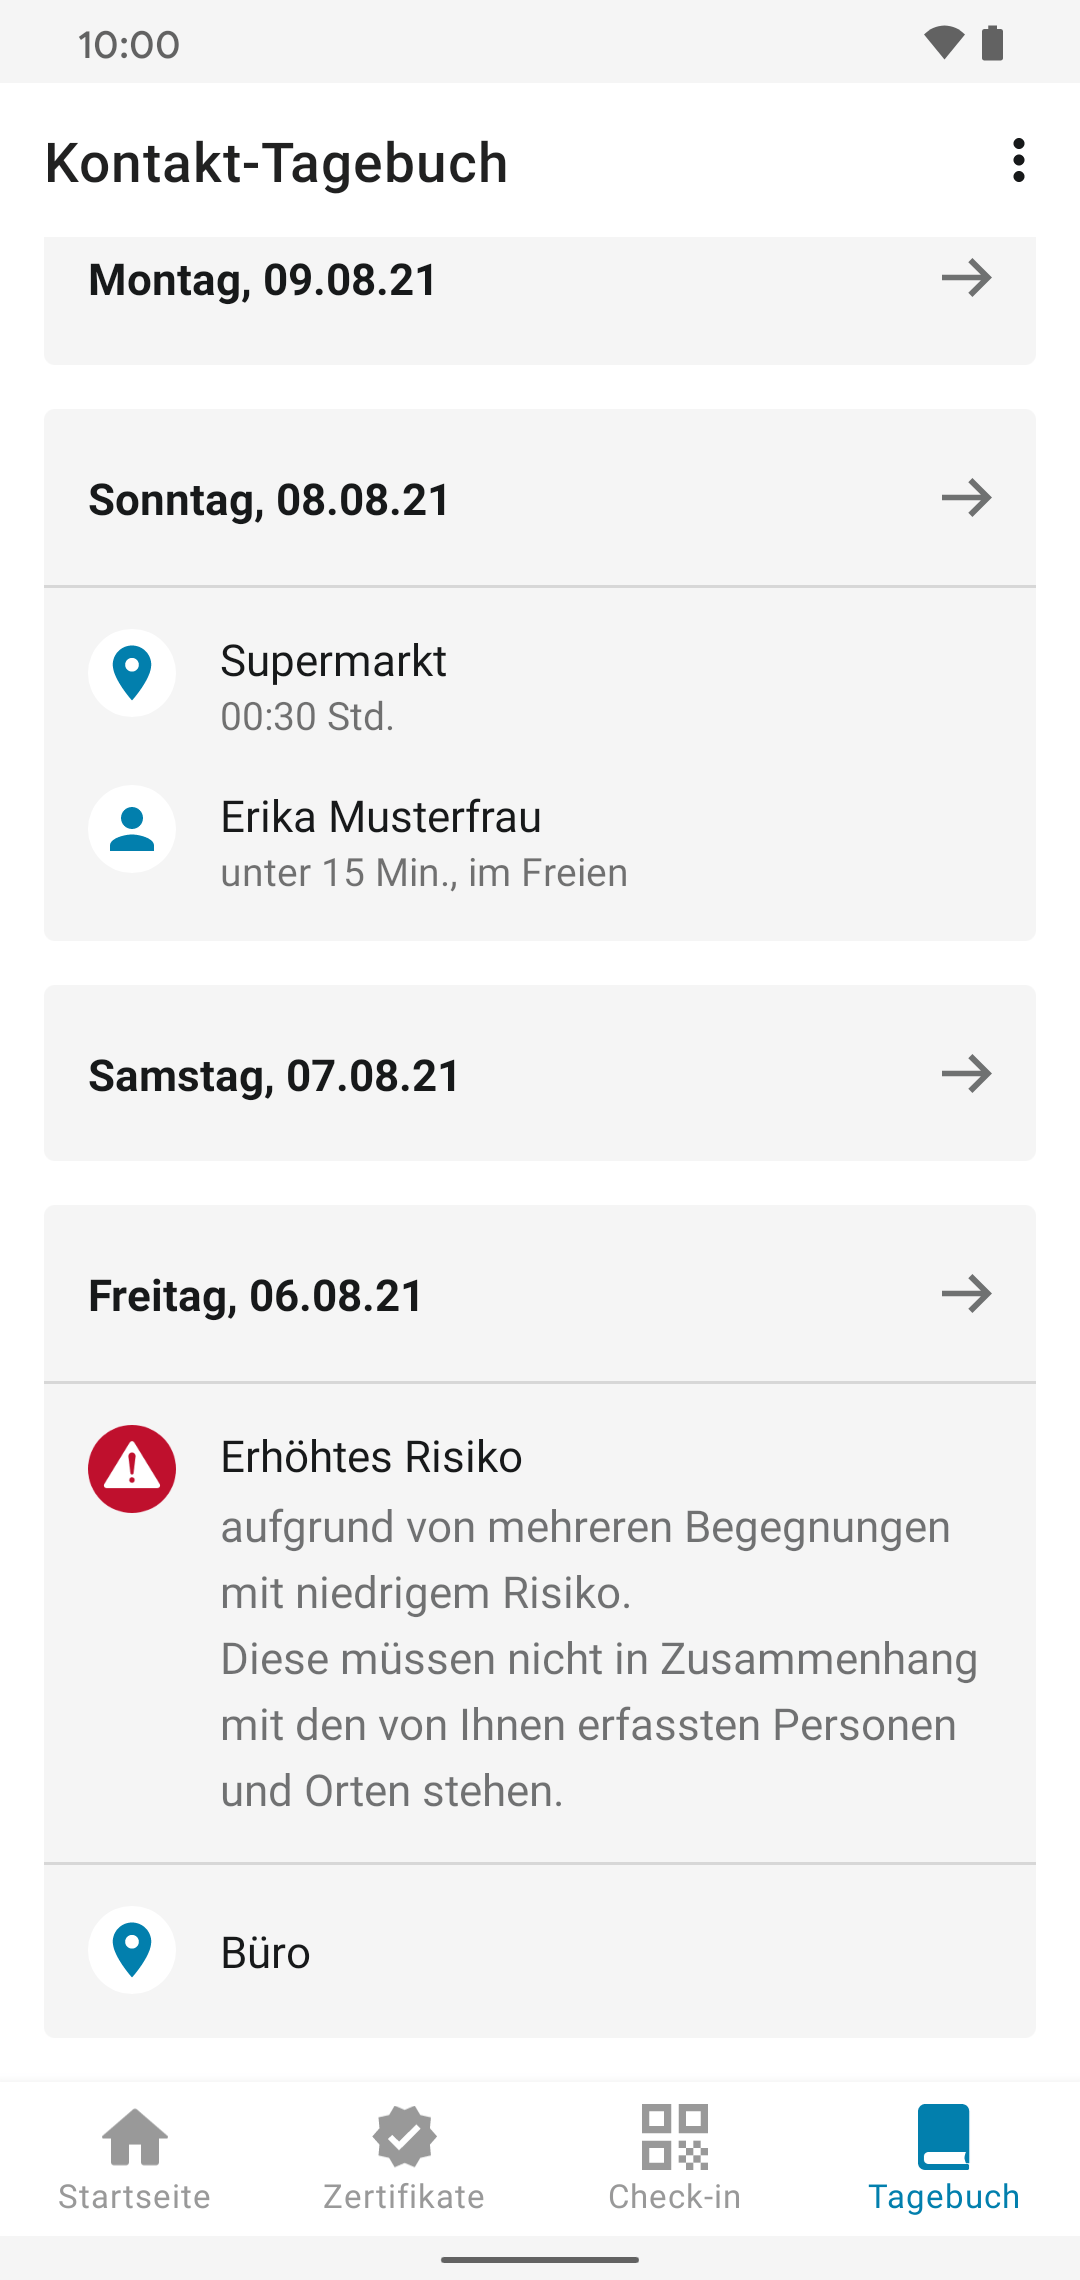 10:00
Kontakt-Tagebuch
Montag, 09.08.21
Sonntag, 08.08.21
Supermarkt
00:30 Std.
Erika Musterfrau
unter 15 Min., im Freien
Samstag, 07.08.21
Freitag, 06.08.21
Erhöhtes Risiko
aufgrund von mehreren Begegnungen
mit niedrigem Risiko.
Diese müssen nicht in Zusammenhang
mit den von Ihnen erfassten Personen
und Orten stehen.
Büro
Startseite
Zertifikate
Check-in
Tagebuch